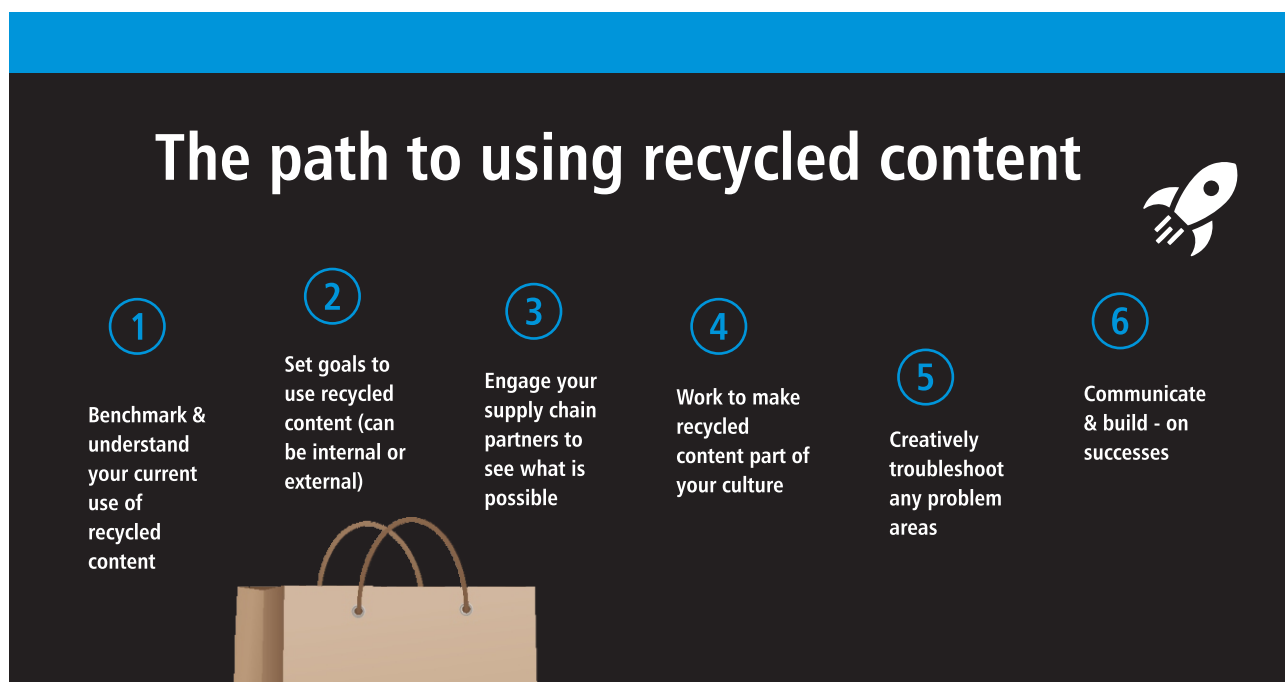 The path to using recycled content
1
Benchmark &
understand
your current
use of
recycled
content
2
Set goals to
use recycled
content (can
be internal or
external)
3
Engage your
supply chain
partners to
see what is
possible
4
Work to make
recycled
content part of
your culture
5
Creatively
troubleshoot
any problem
areas
6
Communicate
& build - on
successes